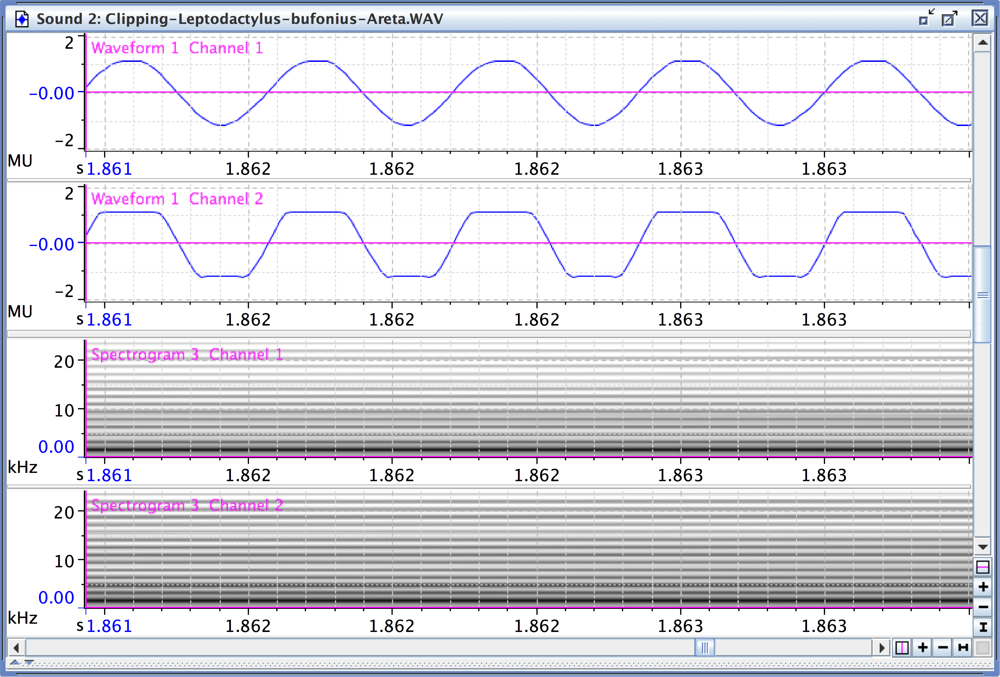 Sound 2: Clipping-Leptodactylus-bufonius-Areta.WAV
2
Waveform 1 Channel 1
-0.00
-2
MU
s 1.861 1.862 1.862 1.862 1.863 1.863
2
Waveform 1 Channel 2
-0.00
-2
MU
s 1.861 1.862 1.862 1.862 1.863 1.863
Spectrogram 3 Channel 1
20
10
0.00
kHz
s 1.861 1.862 1.862 1.862 1.863 1.863
Spectrogram 3 Channel 2
20
10
0.00
kHz
s 1.861 1.862 1.862 1.862 1.863 1.863